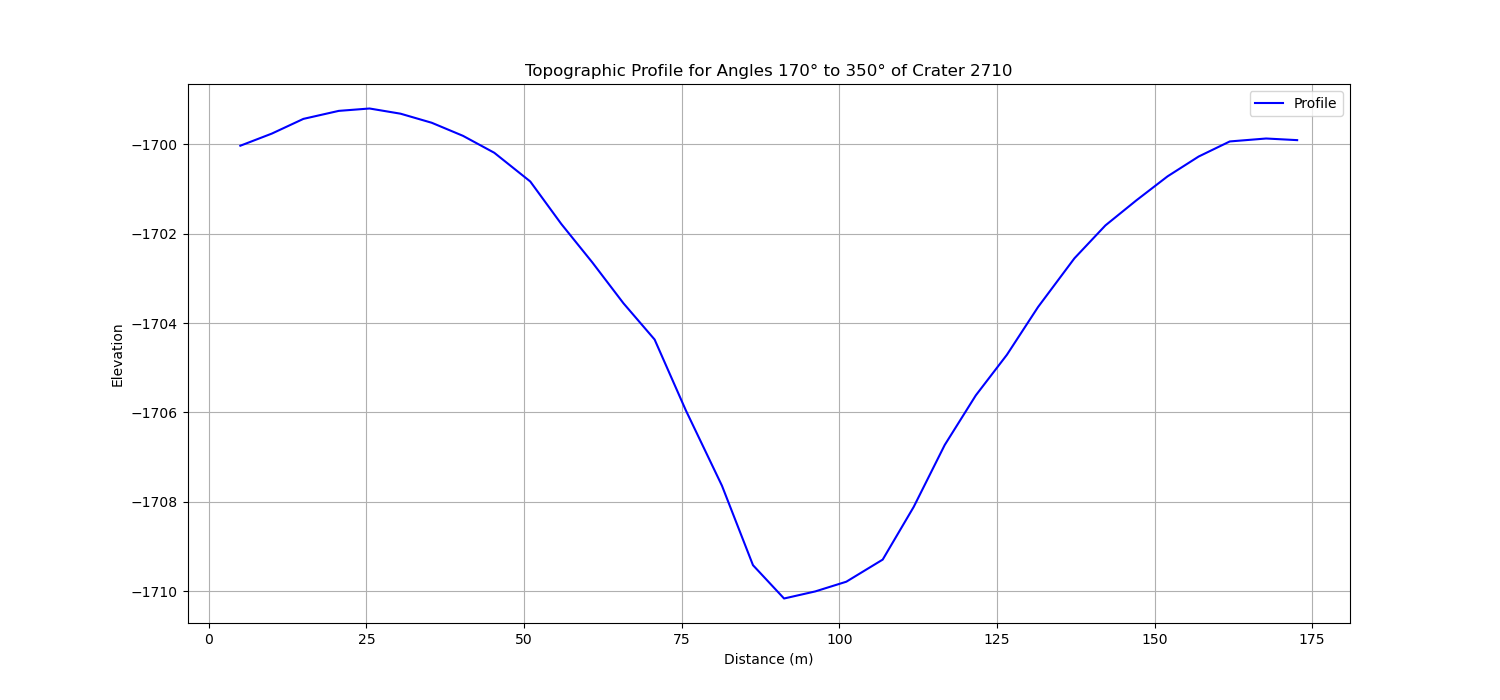 Topographic Profile for Angles 170° to 350° of Crater 2710
Profile
Elevation
−1700
−1702
−1704
−1706
−1708
−1710
0 25 50 75 100 125 150 175
Distance (m)